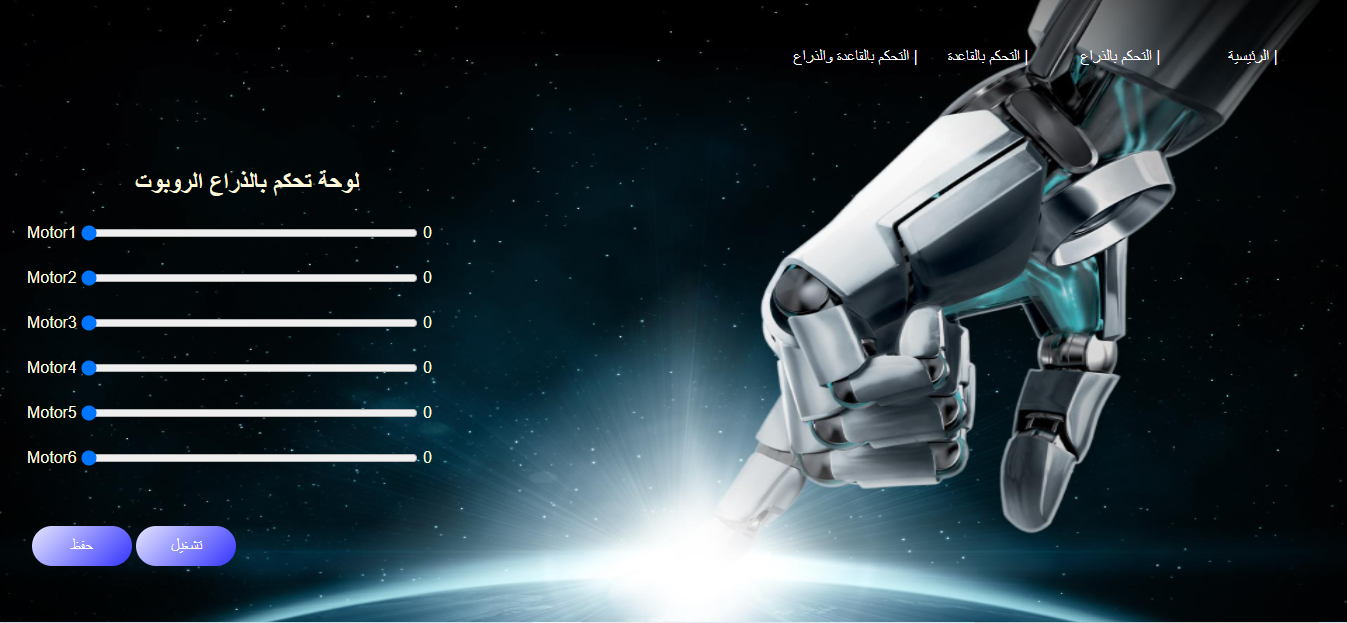 | الرئيسية | التحكم بالذراع | التحكم بالقاعدة | التحكم بالقاعدة والذراع
لوحة تحكم بالذراع الروبوت
Motor1 0
Motor2 0
Motor3 0
Motor4 0
Motor5 0
Motor6 0
حفظ تشغيل